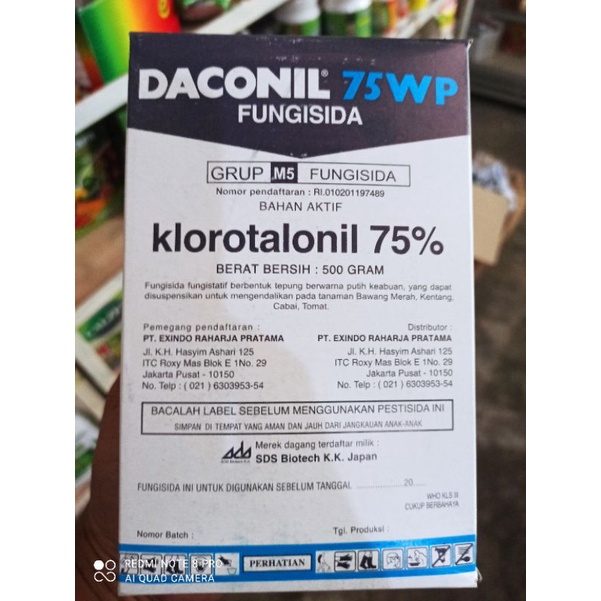 DACONIL® 75WP
FUNGISIDA
GRUP M5 FUNGISIDA
Nomor pendaftaran : RI.010201197489
BAHAN AKTIF
klorotalonil 75%
BERAT BERSIH : 500 GRAM
Fungisida fungistatif berbentuk tepung berwarna putih keabuan, yang dapat
disuspensikan untuk mengendalikan pada tanaman Bawang Merah, Kentang,
Cabai, Tomat.
Pemegang pendaftaran :
PT. EXINDO RAHARJA PRATAMA
Jl. K.H. Hasyim Ashari 125
ITC Roxy Mas Blok E 1No. 29
Jakarta Pusat - 10150
No. Telp : ( 021 ) 6303953-54
Distributor :
PT. EXINDO RAHARJA PRATAMA
Jl. K.H. Hasyim Ashari 125
ITC Roxy Mas Blok E 1No. 29
Jakarta Pusat - 10150
No. Telp : ( 021 ) 6303953-54
BACALAH LABEL SEBELUM MENGGUNAKAN PESTISIDA INI
SIMPAN DI TEMPAT YANG AMAN DAN JAUH DARI JANGKAUAN ANAK-ANAK
Merek dagang terdaftar milik :
SDS Biotech K.K. Japan
FUNGISIDA INI UNTUK DIGUNAKAN SEBELUM TANGGAL ....................20.....
WHO KLS III
CUKUP BERBAHAYA
Nomor Batch :
Tgl. Produksi :
PERHATIAN
REDMI NOTE 8 PRO
AI QUAD CAMERA